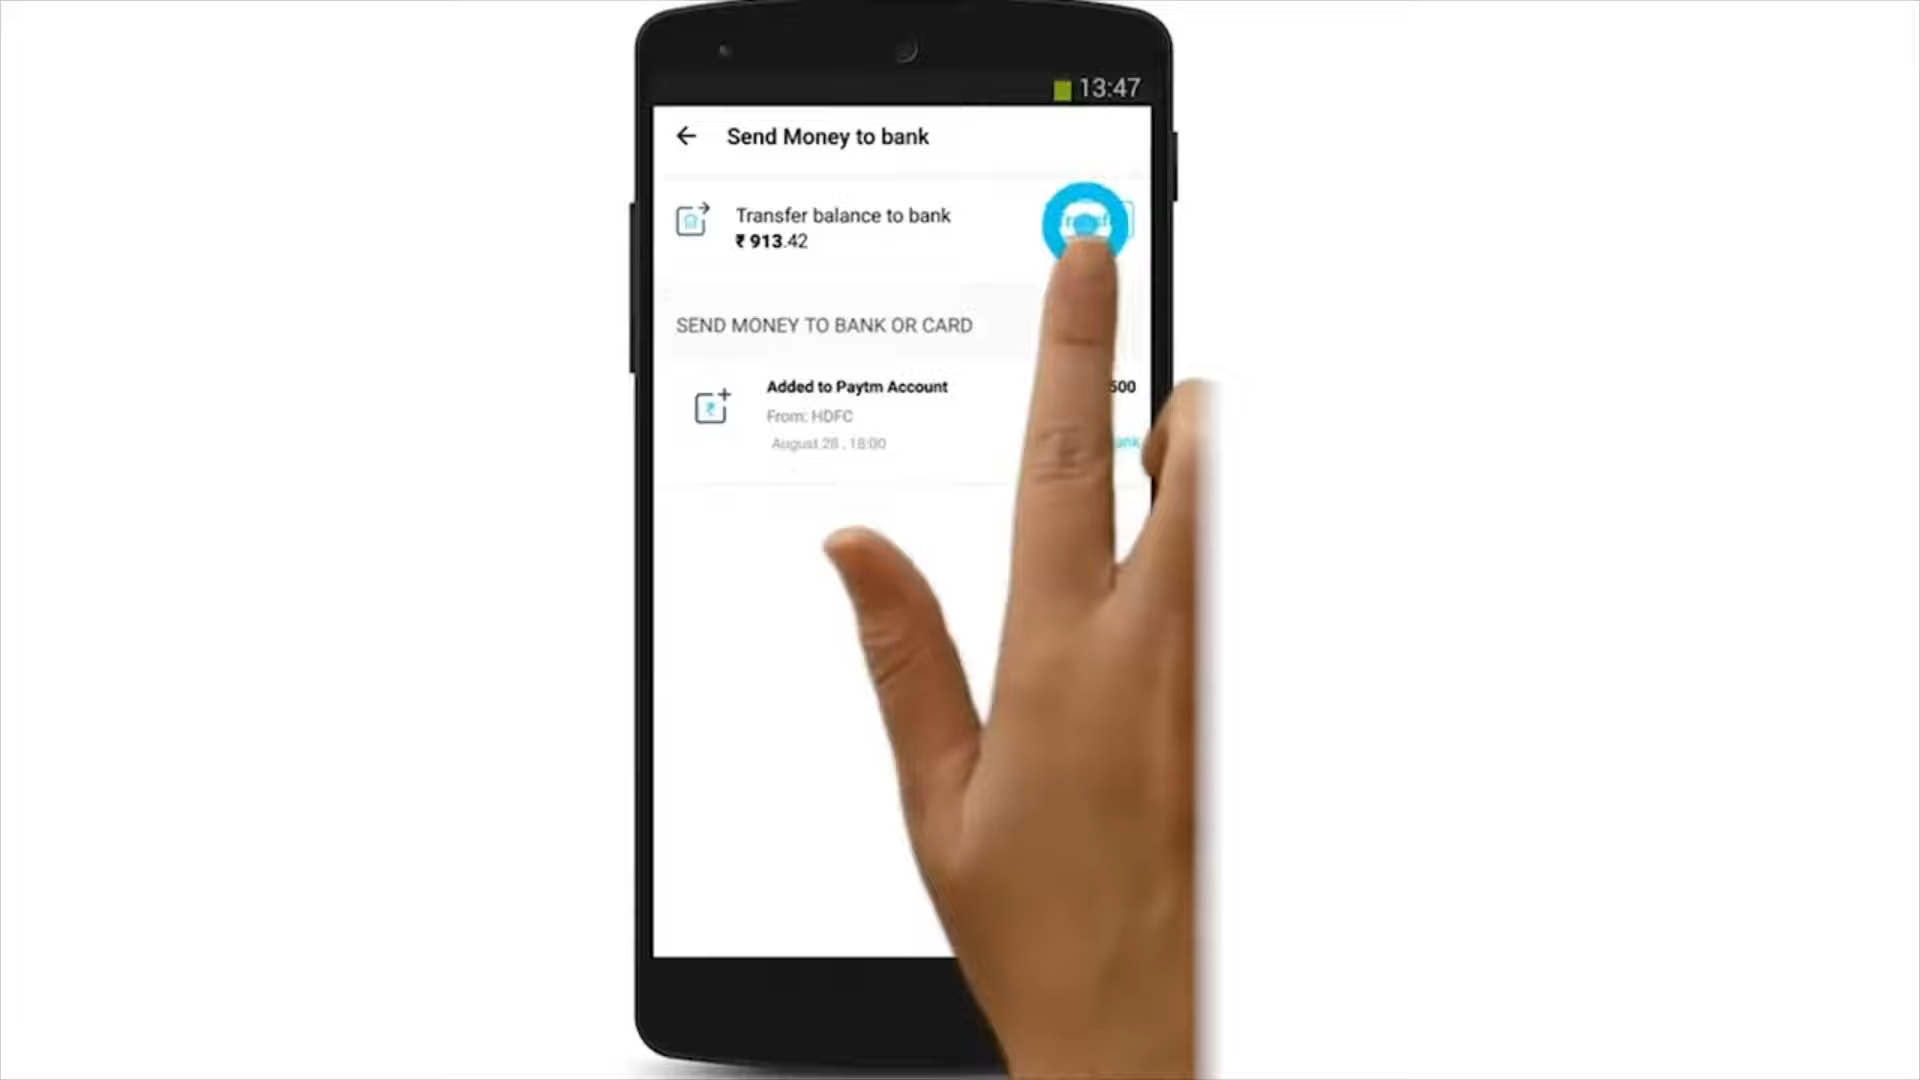 13:47
Send Money to bank
Transfer balance to bank
₹ 913.42
SEND MONEY TO BANK OR CARD
Added to Paytm Account
500
From: HDFC
August 28 , 18:00